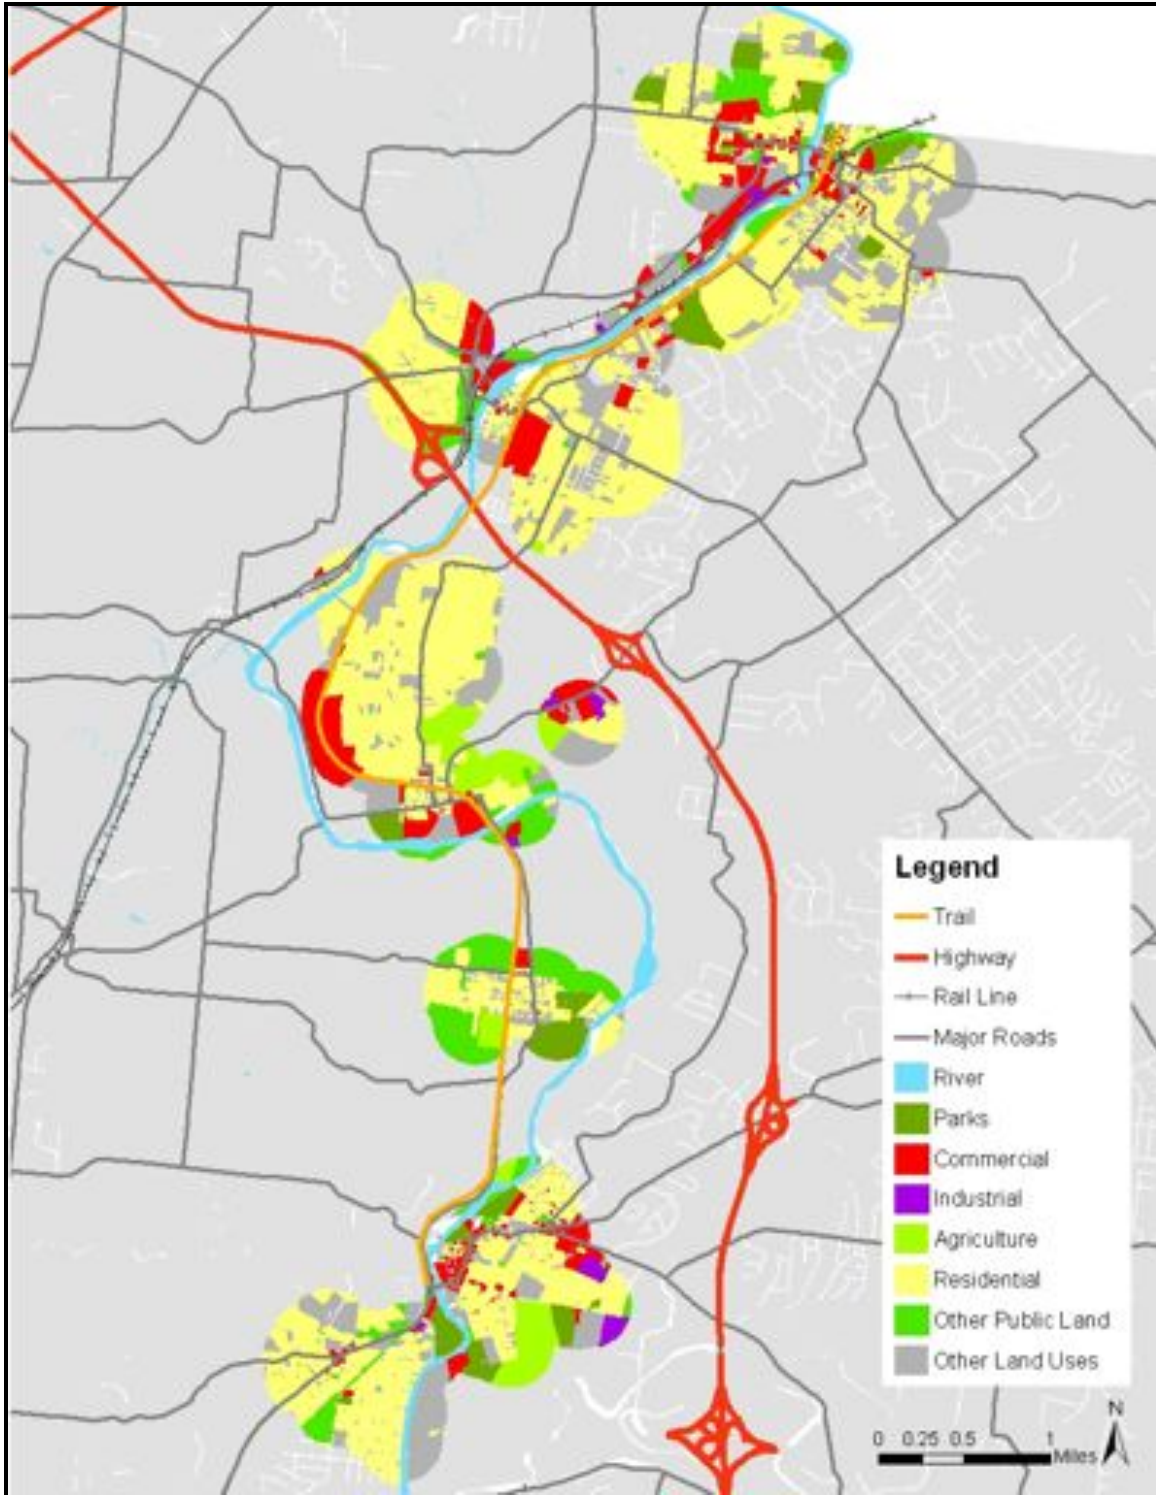 Legend
Trail
Highway
Rail Line
Major Roads
River
Parks
Commercial
Industrial
Agriculture
Residential
Other Public Land
Other Land Uses
N
0 0.25 0.5 1
Miles